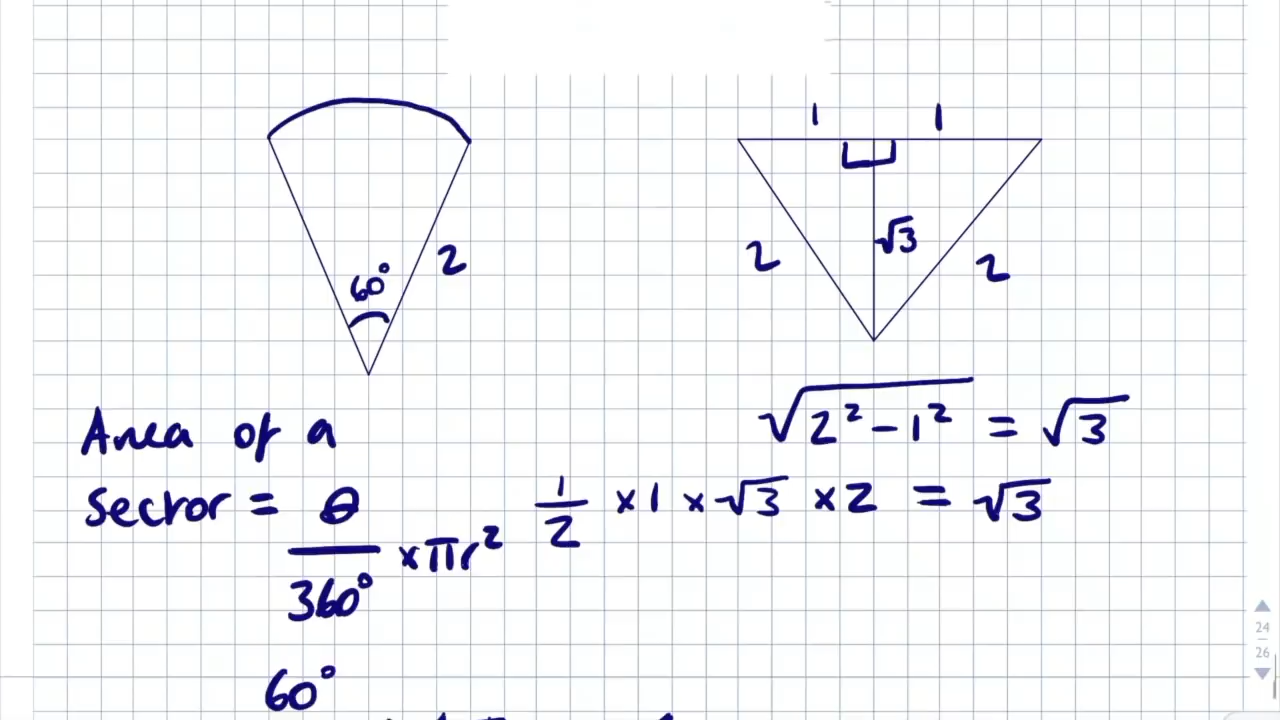 1 1
60° 2
2 √3 2
√2² - 1² = √3
Area of a
sector = θ/360° × πr²
1/2 × 1 × √3 × 2 = √3
60°
24
26